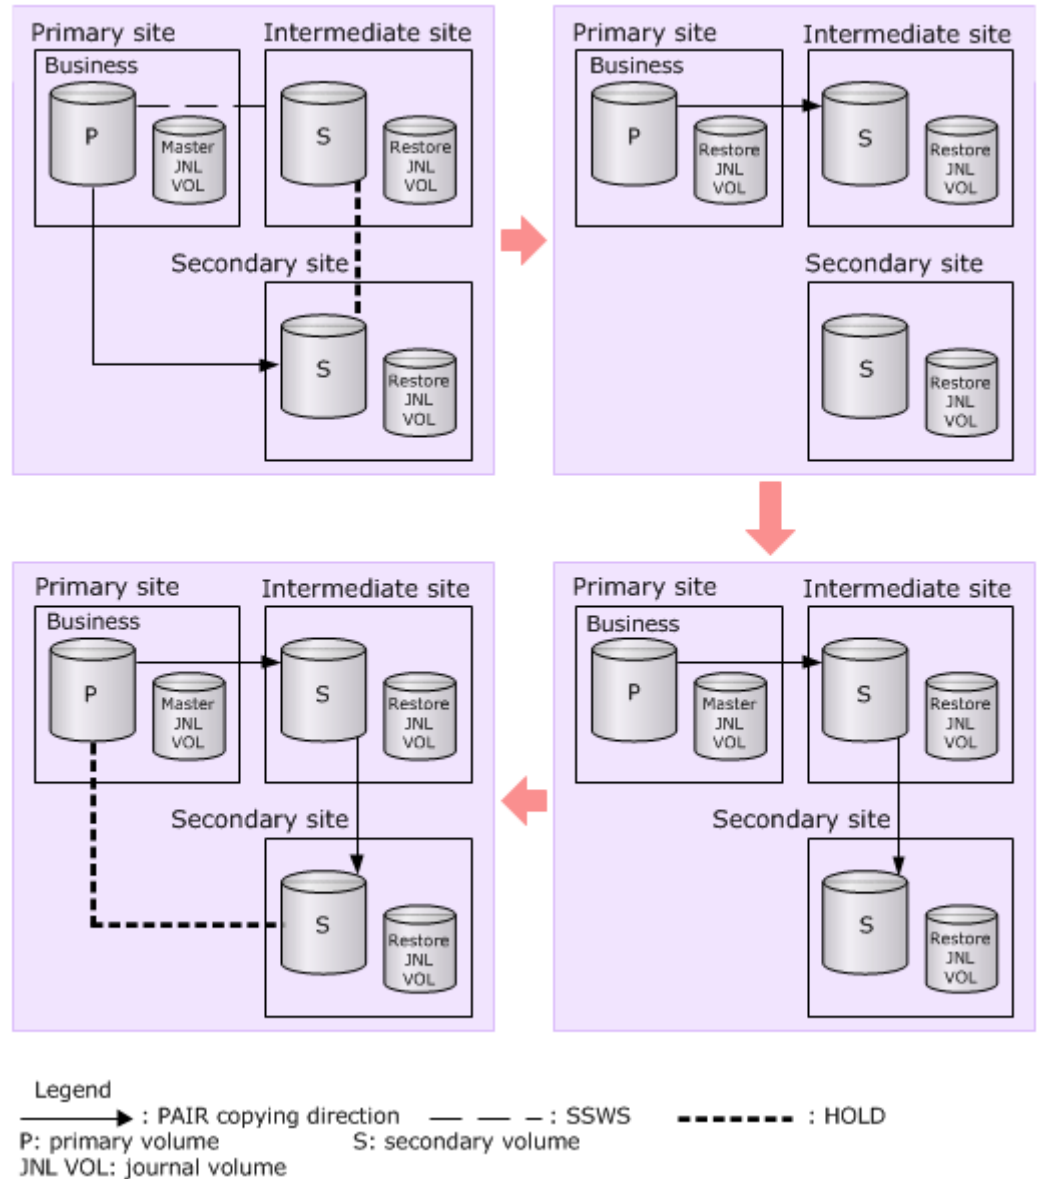 Primary site
Intermediate site
Business
P
Master
JNL
VOL
S
Restore
JNL
VOL
Secondary site
S
Restore
JNL
VOL
Primary site
Intermediate site
Business
P
Restore
JNL
VOL
S
Restore
JNL
VOL
Secondary site
S
Restore
JNL
VOL
Primary site
Intermediate site
Business
P
Master
JNL
VOL
S
Restore
JNL
VOL
Secondary site
S
Restore
JNL
VOL
Primary site
Intermediate site
Business
P
Master
JNL
VOL
S
Restore
JNL
VOL
Secondary site
S
Restore
JNL
VOL
Legend
: PAIR copying direction : SSWS : HOLD
P: primary volume S: secondary volume
JNL VOL: journal volume